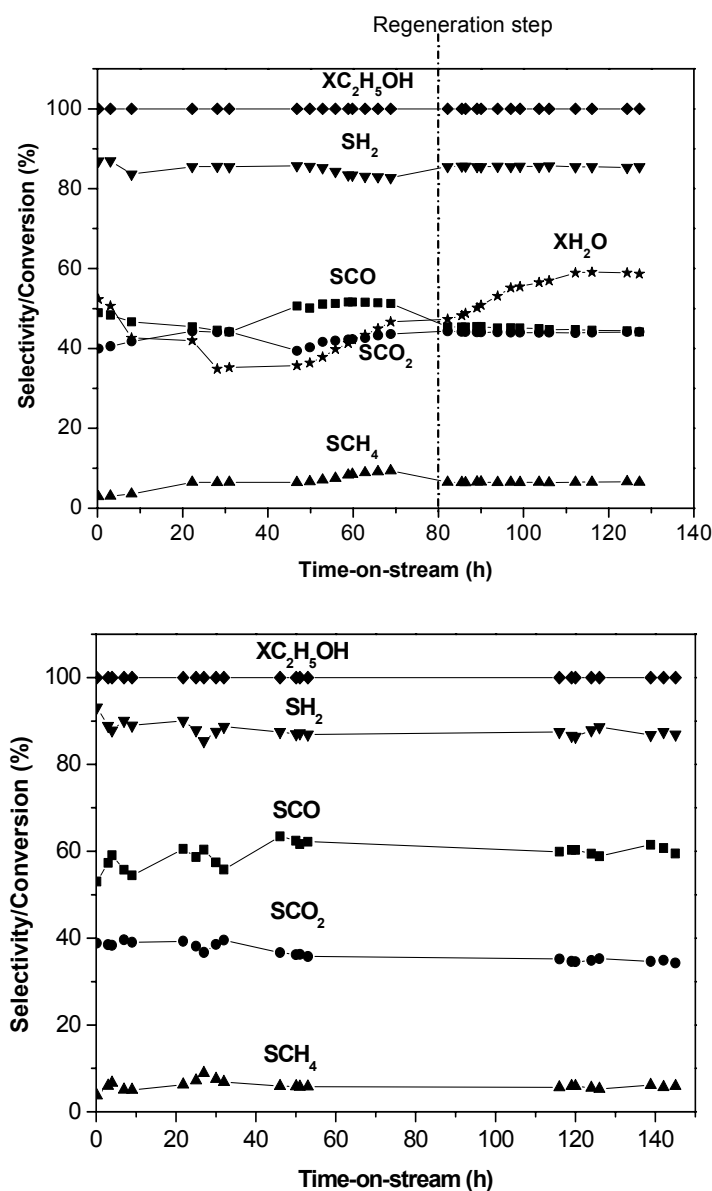 Regeneration step
XC₂H₅OH
100
SH₂
80
XH₂O
60
SCO
40
SCO₂
20
SCH₄
0
0 20 40 60 80 100 120 140
Selectivity/Conversion (%)
Time-on-stream (h)
XC₂H₅OH
100
SH₂
80
SCO
60
SCO₂
40
20
SCH₄
0
0 20 40 60 80 100 120 140
Selectivity/Conversion (%)
Time-on-stream (h)